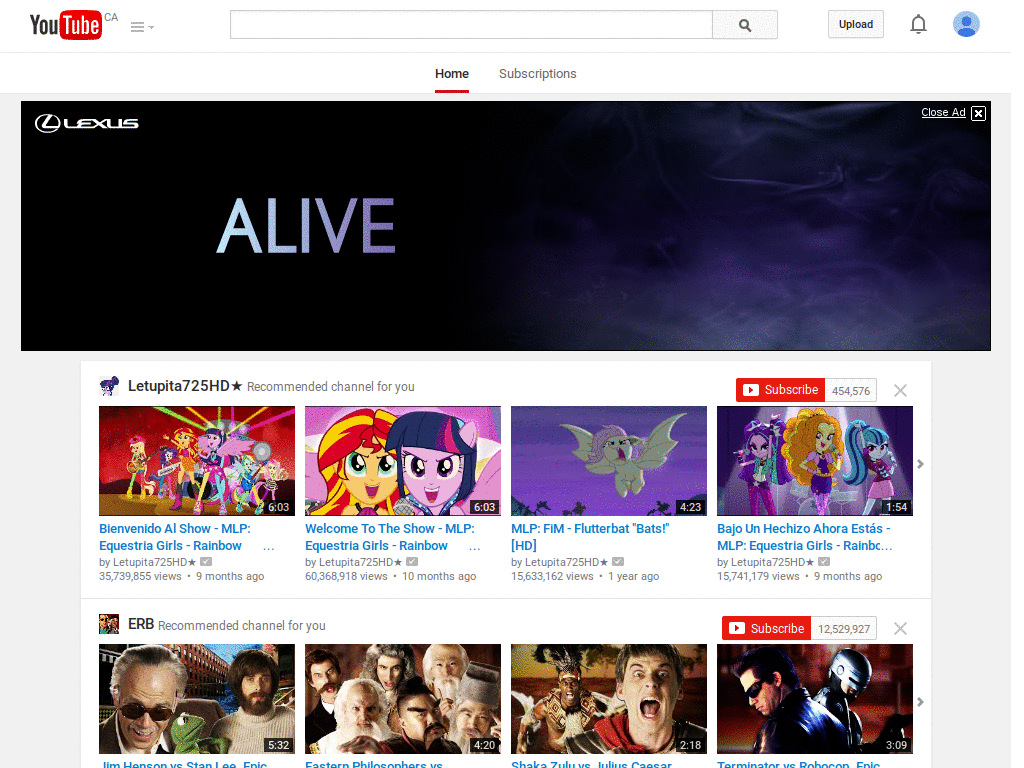 YouTube CA
Upload
Home Subscriptions
LEXUS
Close Ad
ALIVE
Letupita725HD★ Recommended channel for you
Subscribe 454,576
6:03
6:03
4:23
1:54
Bienvenido Al Show - MLP:
Equestria Girls - Rainbow ...
by Letupita725HD★
35,739,855 views • 9 months ago
Welcome To The Show - MLP:
Equestria Girls - Rainbow ...
by Letupita725HD★
60,368,918 views • 10 months ago
MLP: FiM - Flutterbat "Bats!"
[HD]
by Letupita725HD★
15,633,162 views • 1 year ago
Bajo Un Hechizo Ahora Estás -
MLP: Equestria Girls - Rainbc...
by Letupita725HD★
15,741,179 views • 9 months ago
ERB Recommended channel for you
Subscribe 12,529,927
5:32
4:20
2:18
3:09
Jim Henson vs Stan Lee. Epic
Eastern Philosophers vs
Shaka Zulu vs Julius Caesar.
Terminator vs Robocop. Epic